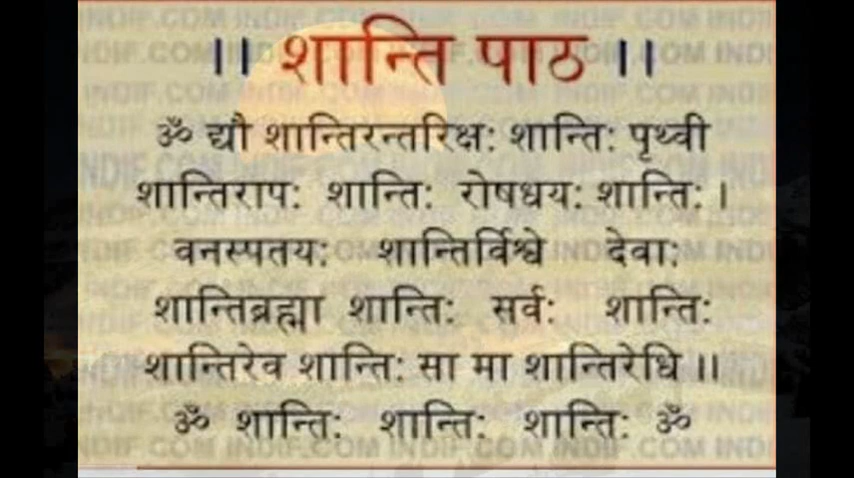 ॥ शान्ति पाठ ॥
ॐ द्यौ शान्तिरन्तरिक्ष: शान्ति: पृथ्वी
शान्तिराप: शान्ति: रोषधय: शान्ति: ।
वनस्पतय: शान्तिर्विश्वे देवा:
शान्तिब्रह्मा शान्ति: सर्व: शान्ति:
शान्तिरेव शान्ति: सा मा शान्तिरेधि ॥
ॐ शान्ति: शान्ति: शान्ति: ॐ